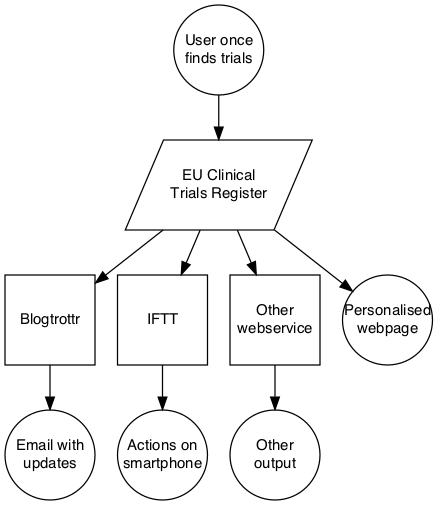 User once
finds trials
EU Clinical
Trials Register
Blogtrottr
IFTT
Other
webservice
Personalised
webpage
Email with
updates
Actions on
smartphone
Other
output